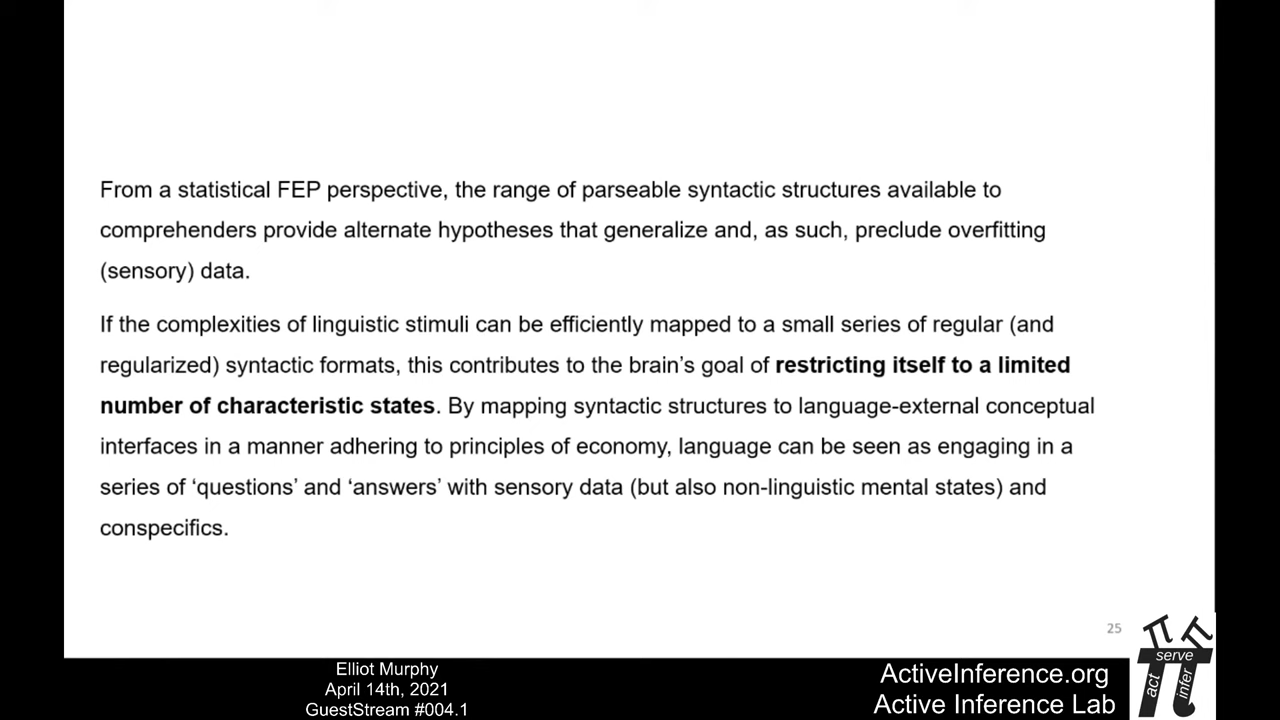 From a statistical FEP perspective, the range of parseable syntactic structures available to
comprehenders provide alternate hypotheses that generalize and, as such, preclude overfitting
(sensory) data.
If the complexities of linguistic stimuli can be efficiently mapped to a small series of regular (and
regularized) syntactic formats, this contributes to the brain's goal of restricting itself to a limited
number of characteristic states. By mapping syntactic structures to language-external conceptual
interfaces in a manner adhering to principles of economy, language can be seen as engaging in a
series of ‘questions’ and ‘answers’ with sensory data (but also non-linguistic mental states) and
conspecifics.
25
Elliot Murphy
April 14th, 2021
GuestStream #004.1
ActiveInference.org
Active Inference Lab
π π
serve
π
act
infer